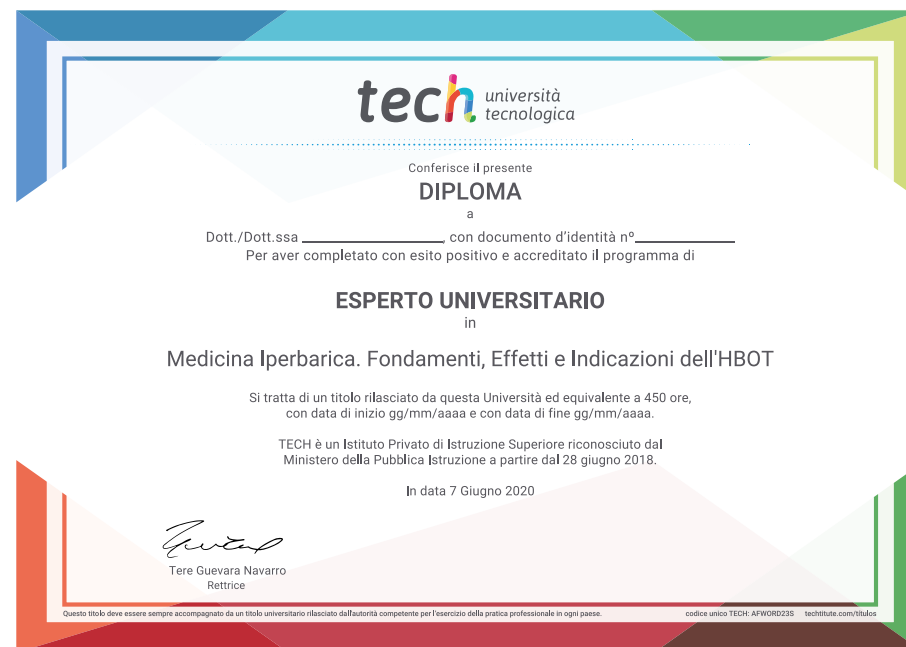 tech università
tecnologica
Conferisce il presente
DIPLOMA
a
Dott./Dott.ssa ____________________, con documento d'identità nº______________
Per aver completato con esito positivo e accreditato il programma di
ESPERTO UNIVERSITARIO
in
Medicina Iperbarica. Fondamenti, Effetti e Indicazioni dell'HBOT
Si tratta di un titolo rilasciato da questa Università ed equivalente a 450 ore,
con data di inizio gg/mm/aaaa e con data di fine gg/mm/aaaa.
TECH è un Istituto Privato di Istruzione Superiore riconosciuto dal
Ministero della Pubblica Istruzione a partire dal 28 giugno 2018.
In data 7 Giugno 2020
Tere Guevara Navarro
Rettrice
Questo titolo deve essere sempre accompagnato da un titolo universitario rilasciato dall'autorità competente per l'esercizio della pratica professionale in ogni paese. codice unico TECH: AFWORD23S techtitute.com/titulos